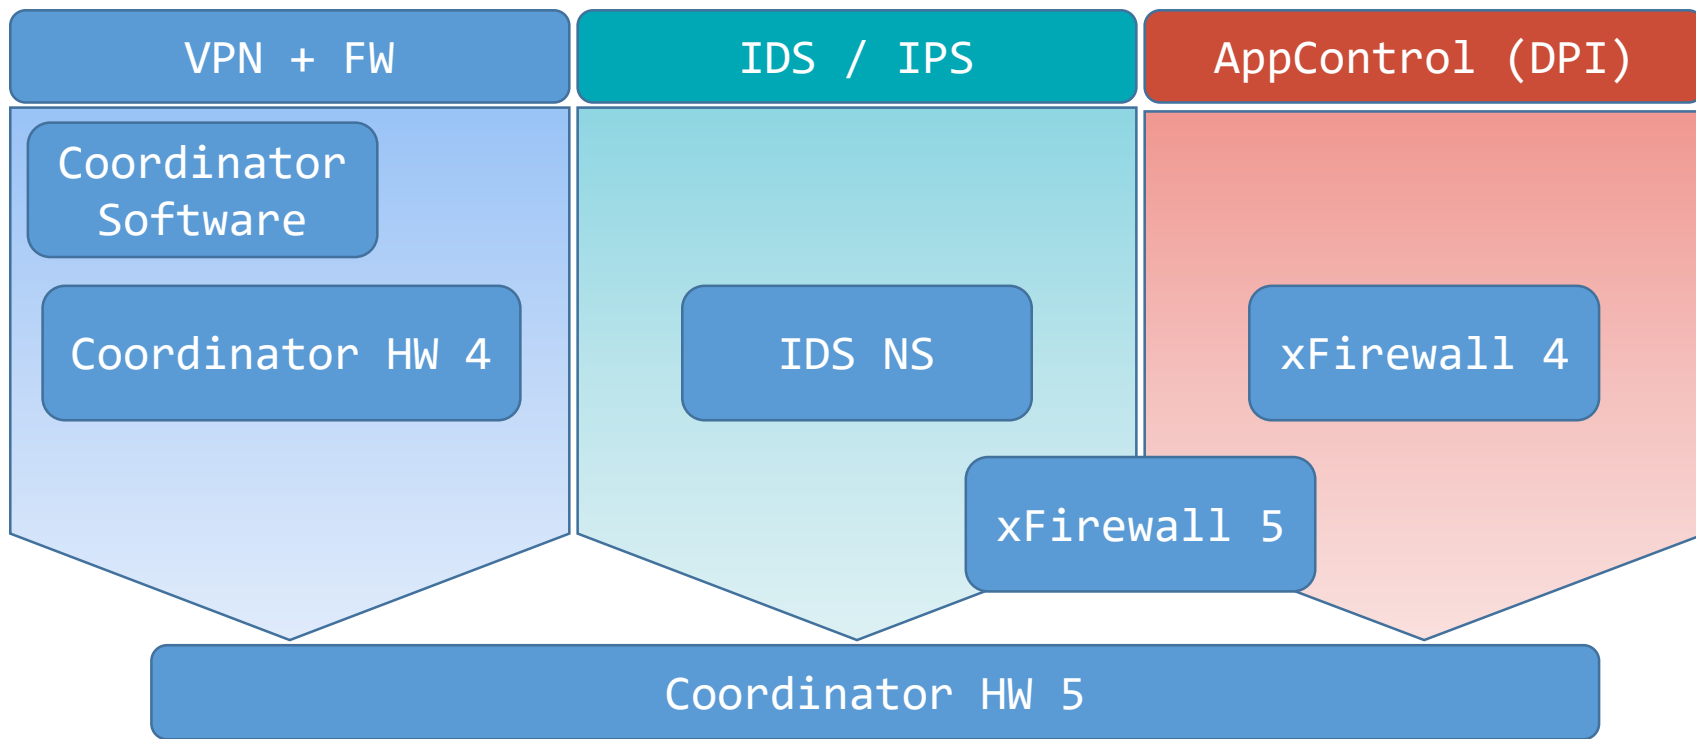 VPN + FW
IDS / IPS
AppControl (DPI)
Coordinator
Software
Coordinator HW 4
IDS NS
xFirewall 4
xFirewall 5
Coordinator HW 5